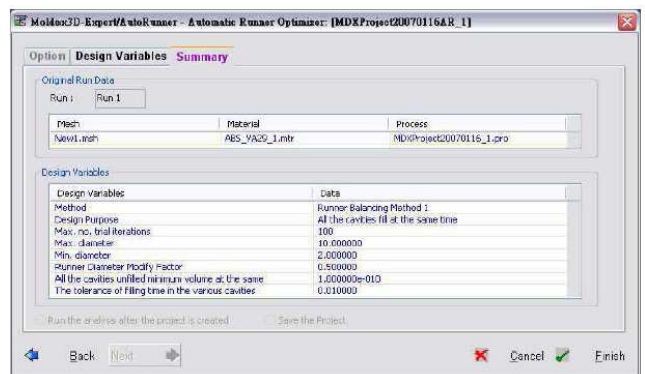 Moldex3D-Expert/AutoRunner - Automatic Runner Optimizer: [MDXProject20070116AR_1]
Option Design Variables Summary
Original Run Data
Run : Run 1
Mesh Material Process
New1.msh ABS_YA29_1.mtr MDXProject20070116_1.pro
Design Variables
Design Variables Data
Method Runner Balancing Method 1
Design Purpose All the cavities fill at the same time
Max. no. trial iterations 100
Max. diameter 10.000000
Min. diameter 2.000000
Runner Diameter Modify Factor 0.500000
All the cavities unfilled minimum volume at the same 1.000000e-010
The tolerance of filling time in the various cavities 0.010000
Run the analysis after the project is created Save the Project
Back Next Cancel Finish